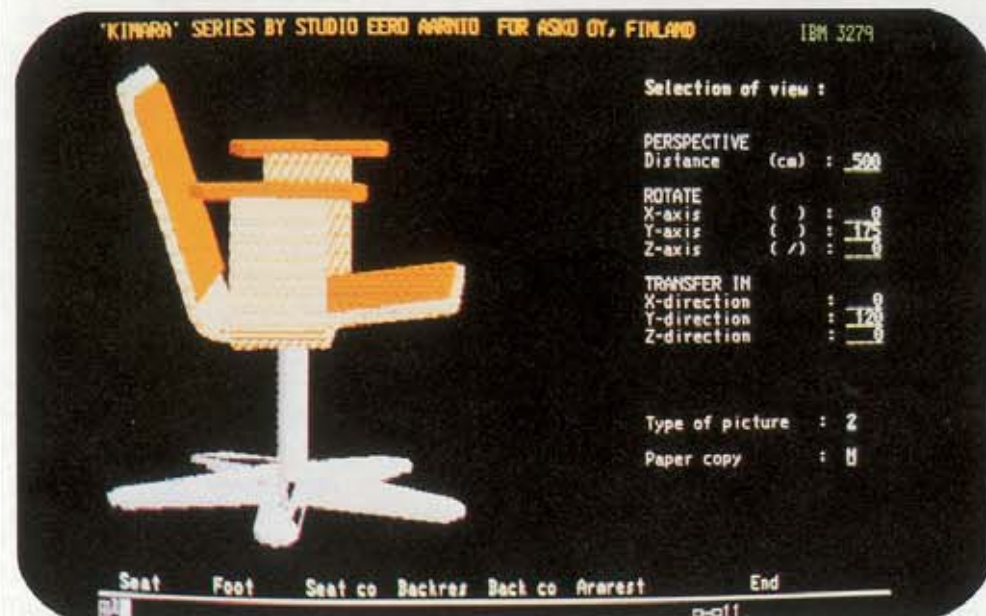 'KIMARA' SERIES BY STUDIO EERO AARNIO FOR ASKO OY, FINLAND
IBM 3279
Selection of view :
PERSPECTIVE
Distance (cm) : 500
ROTATE
X-axis ( ) : 0
Y-axis ( ) : 175
Z-axis ( /) : 0
TRANSFER IN
X-direction : 0
Y-direction : 120
Z-direction : 0
Type of picture : 2
Paper copy : N
Seat Foot Seat co Backres Back co Armrest End